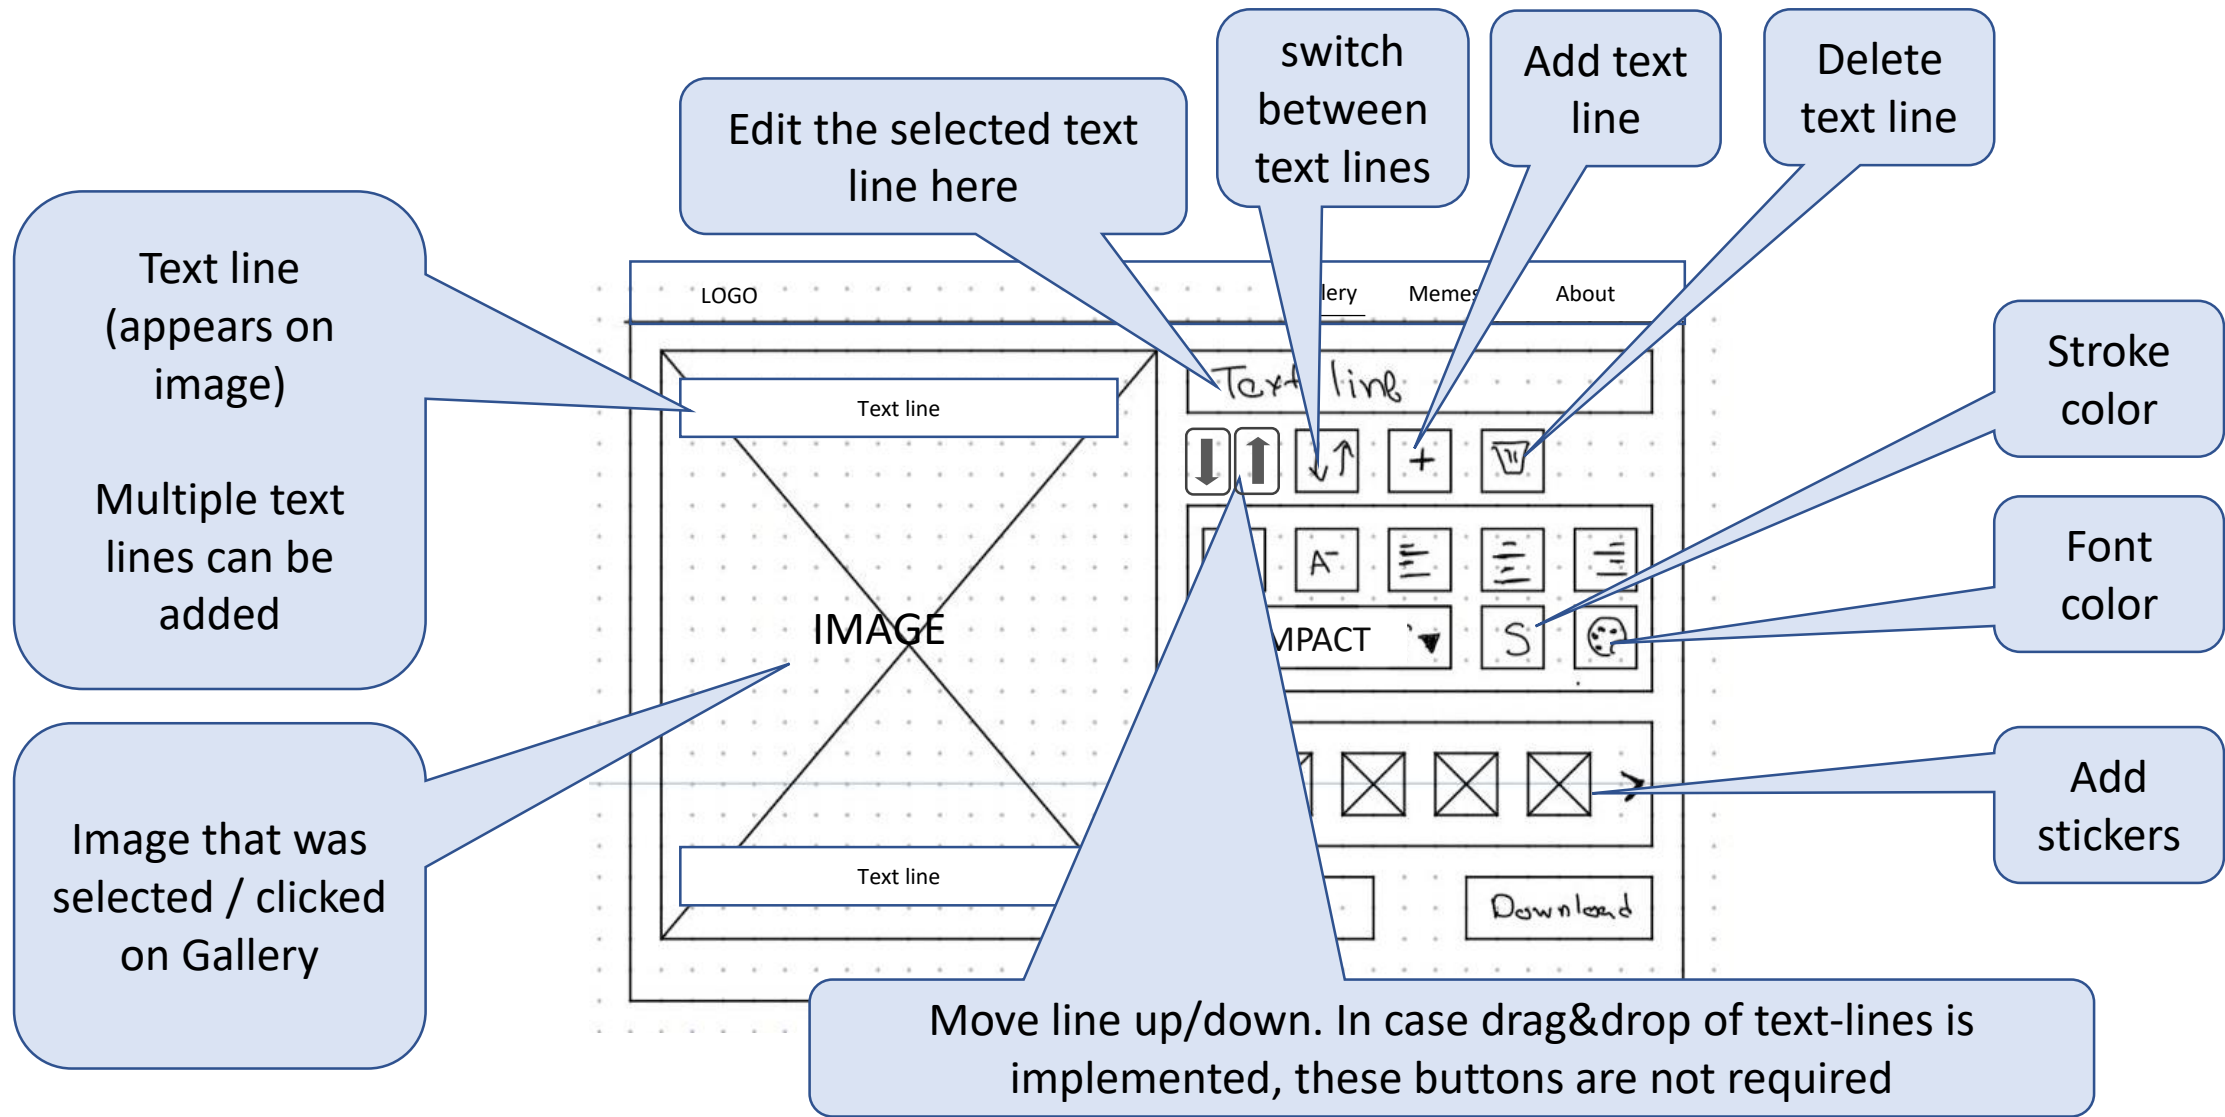 switch
between
text lines
Add text
line
Delete
text line
Edit the selected text
line here
Text line
(appears on
image)
Multiple text
lines can be
added
LOGO
lery
Memes
About
Text line
Text line
Stroke
color
A-
IMAGE
MPACT
S
Font
color
Image that was
selected / clicked
on Gallery
Add
stickers
Text line
Download
Move line up/down. In case drag&drop of text-lines is
implemented, these buttons are not required